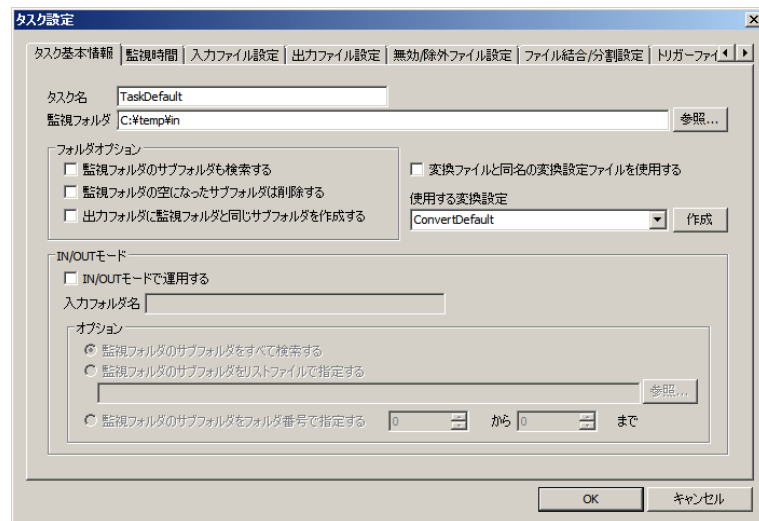 タスク設定
タスク基本情報 監視時間 入力ファイル設定 出力ファイル設定 無効/除外ファイル設定 ファイル結合/分割設定 トリガーファイ
タスク名 TaskDefault
監視フォルダ C:¥temp¥in 参照...
フォルダオプション
監視フォルダのサブフォルダも検索する
監視フォルダの空になったサブフォルダは削除する
出力フォルダに監視フォルダと同じサブフォルダを作成する
変換ファイルと同名の変換設定ファイルを使用する
使用する変換設定
ConvertDefault 作成
IN/OUTモード
IN/OUTモードで運用する
入力フォルダ名
オプション
監視フォルダのサブフォルダをすべて検索する
監視フォルダのサブフォルダをリストファイルで指定する
参照...
監視フォルダのサブフォルダをフォルダ番号で指定する 0 から 0 まで
OK キャンセル